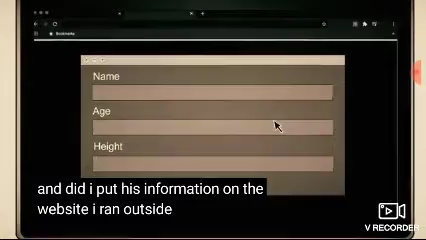 Bookmarks
Name
Age
Height
and did i put his information on the
website i ran outside
V RECORDER